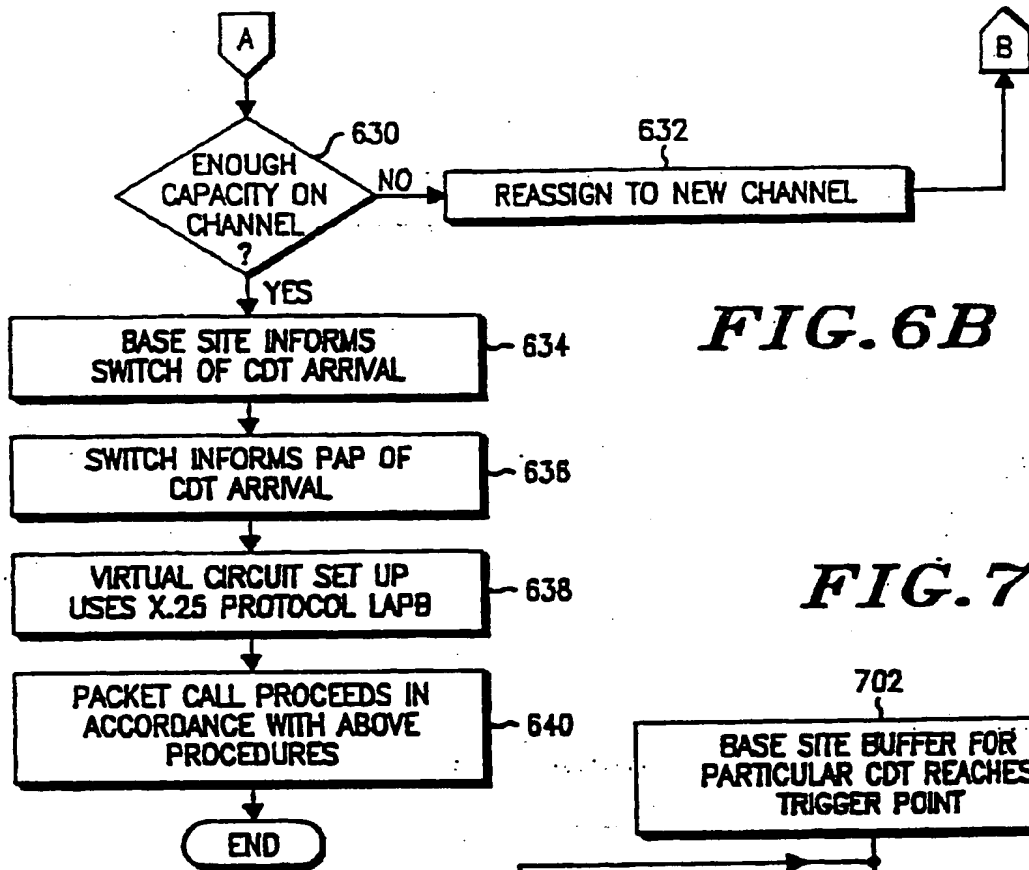 A
B
630
632
ENOUGH
CAPACITY ON
CHANNEL
?
NO
REASSIGN TO NEW CHANNEL
YES
FIG.6B
BASE SITE INFORMS
SWITCH OF CDT ARRIVAL
634
SWITCH INFORMS PAP OF
CDT ARRIVAL
636
VIRTUAL CIRCUIT SET UP
USES X.25 PROTOCOL LAPB
638
FIG.7
PACKET CALL PROCEEDS IN
ACCORDANCE WITH ABOVE
PROCEDURES
640
END
702
BASE SITE BUFFER FOR
PARTICULAR CDT REACHES
TRIGGER POINT